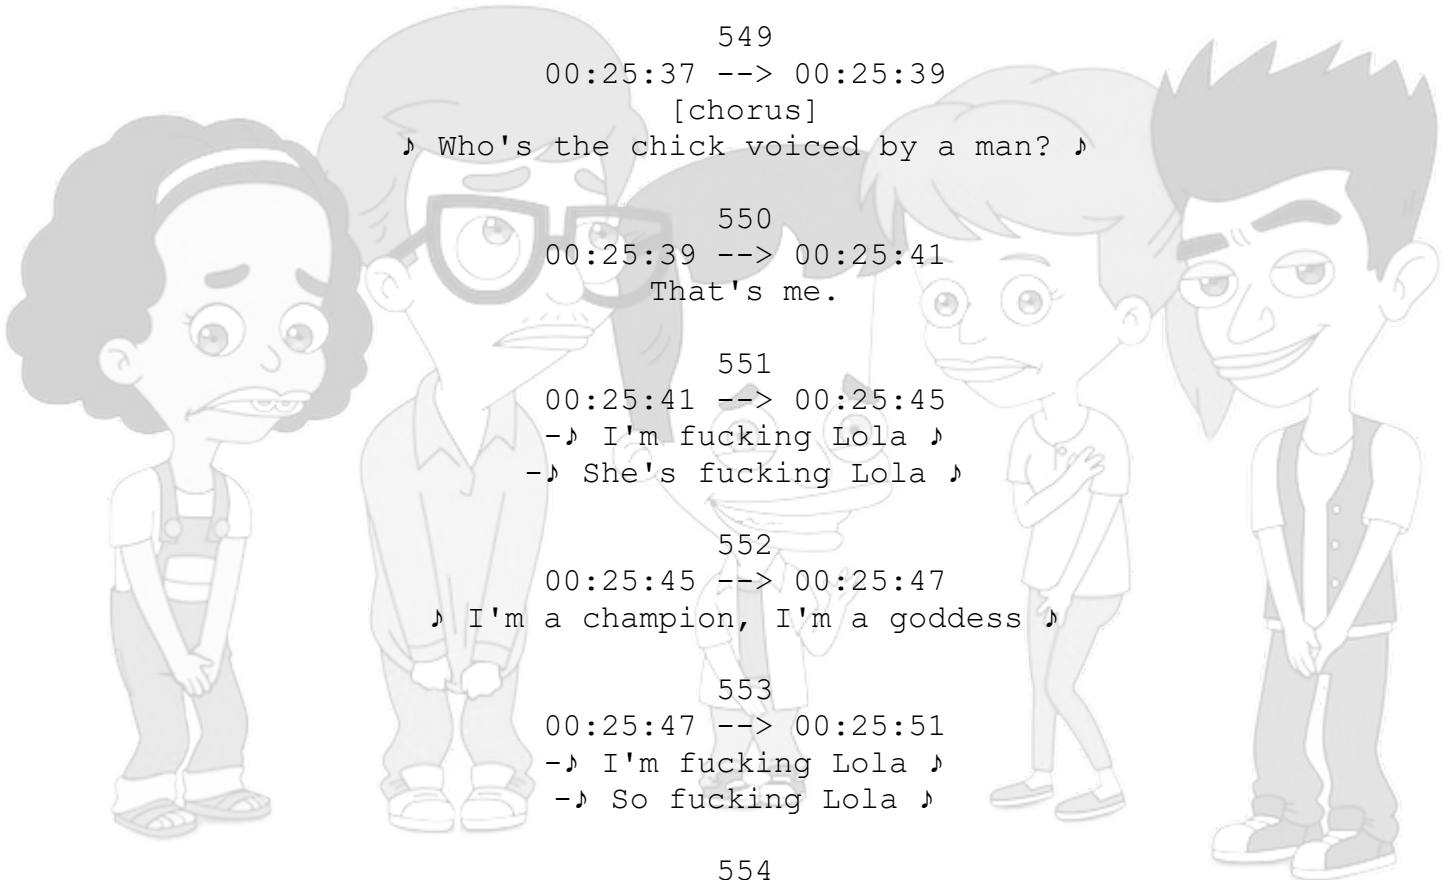 549
00:25:37 --> 00:25:39
[chorus]
♪ Who's the chick voiced by a man? ♪
550
00:25:39 --> 00:25:41
That's me.
551
00:25:41 --> 00:25:45
-♪ I'm fucking Lola ♪
-♪ She's fucking Lola ♪
552
00:25:45 --> 00:25:47
♪ I'm a champion, I'm a goddess ♪
553
00:25:47 --> 00:25:51
-♪ I'm fucking Lola ♪
-♪ So fucking Lola ♪
554